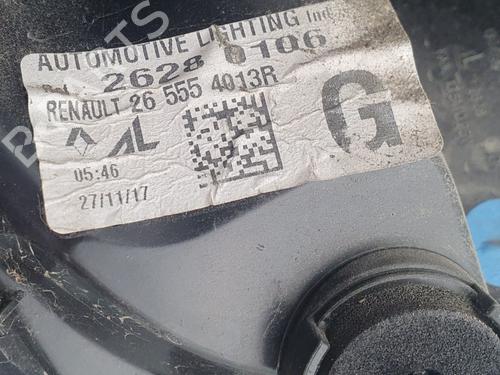 AUTOMOTIVE LIGHTING
2628 0106
RENAULT 26 555 4013R
AL
G
05:46
27/11/17